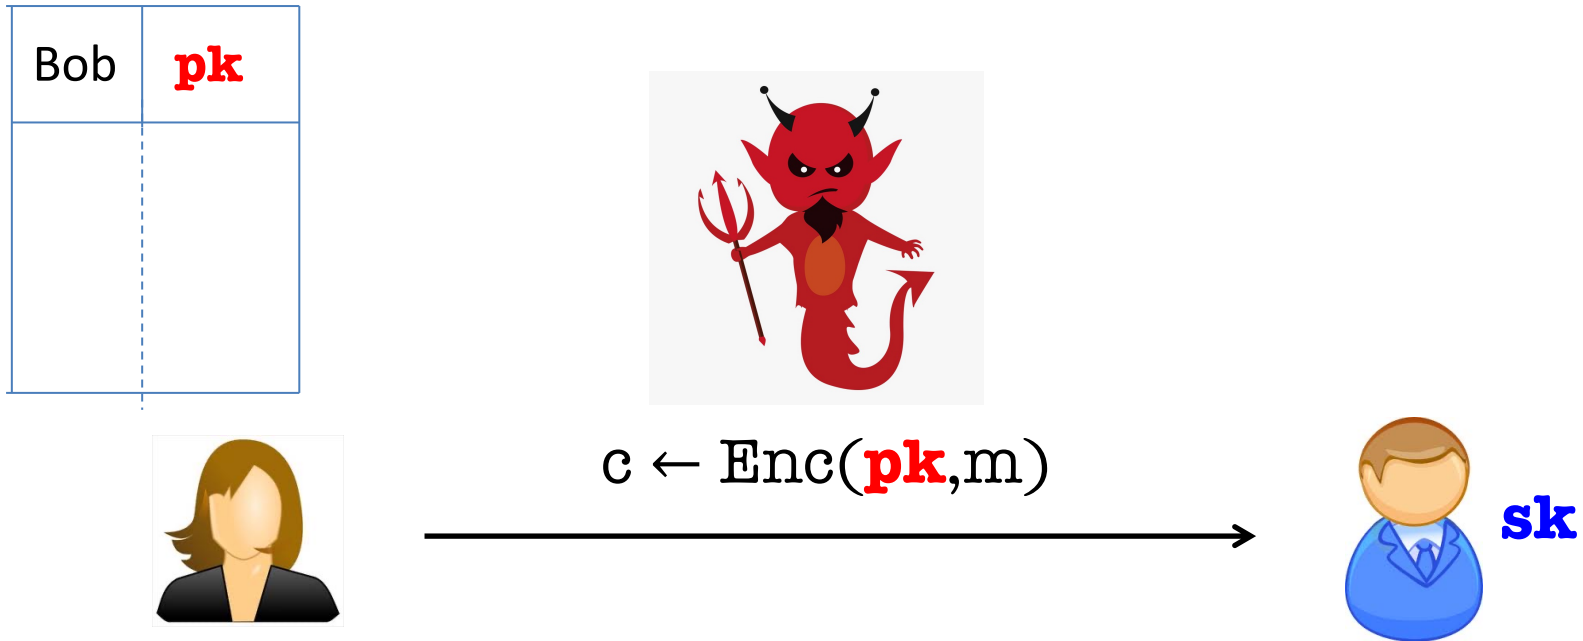 Bob pk
c ← Enc(pk,m)
sk